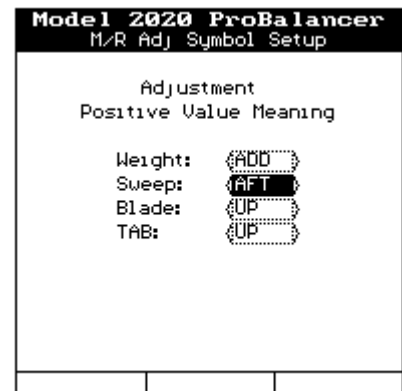 Model 2020 ProBalancer
M/R Adj Symbol Setup
Adjustment
Positive Value Meaning
Weight: ADD
Sweep: AFT
Blade: UP
TAB: UP